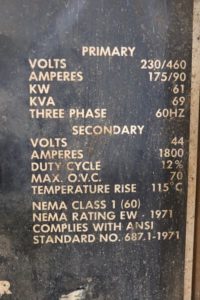 PRIMARY
VOLTS 230/460
AMPERES 175/90
KW 61
KVA 69
THREE PHASE 60HZ
SECONDARY
VOLTS 44
AMPERES 1800
DUTY CYCLE 12%
MAX. O.V.C. 70
TEMPERATURE RISE 115°C
NEMA CLASS 1 (60)
NEMA RATING EW - 1971
COMPLIES WITH ANSI
STANDARD NO. 687.1-1971